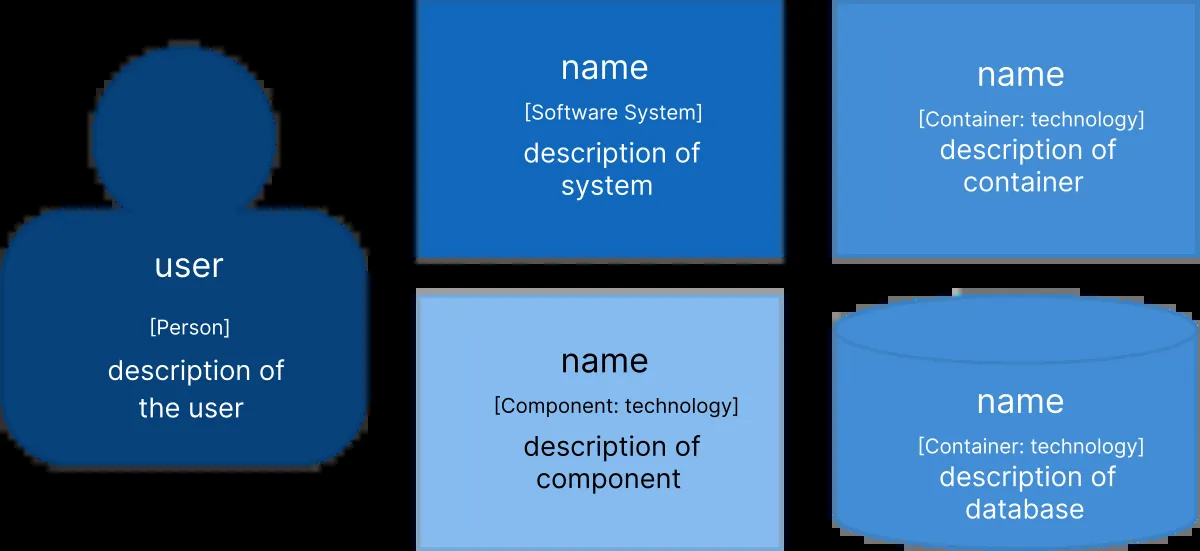 user
[Person]
description of
the user
name
[Software System]
description of
system
name
[Container: technology]
description of
container
name
[Component: technology]
description of
component
name
[Container: technology]
description of
database